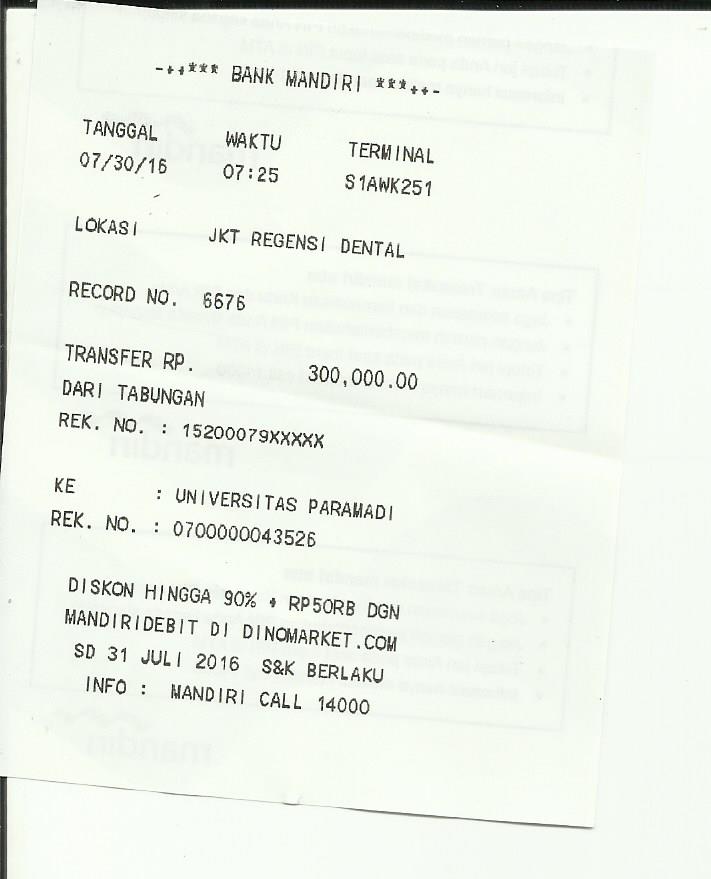 -++*** BANK MANDIRI ***++-
TANGGAL WAKTU TERMINAL
07/30/16 07:25 S1AWK251
LOKASI JKT REGENSI DENTAL
RECORD NO. 6676
TRANSFER RP. 300,000.00
DARI TABUNGAN
REK. NO. : 15200079XXXXX
KE : UNIVERSITAS PARAMADI
REK. NO. : 0700000043526
DISKON HINGGA 90% + RP50RB DGN
MANDIRIDEBIT DI DINOMARKET.COM
SD 31 JULI 2016 S&K BERLAKU
INFO : MANDIRI CALL 14000